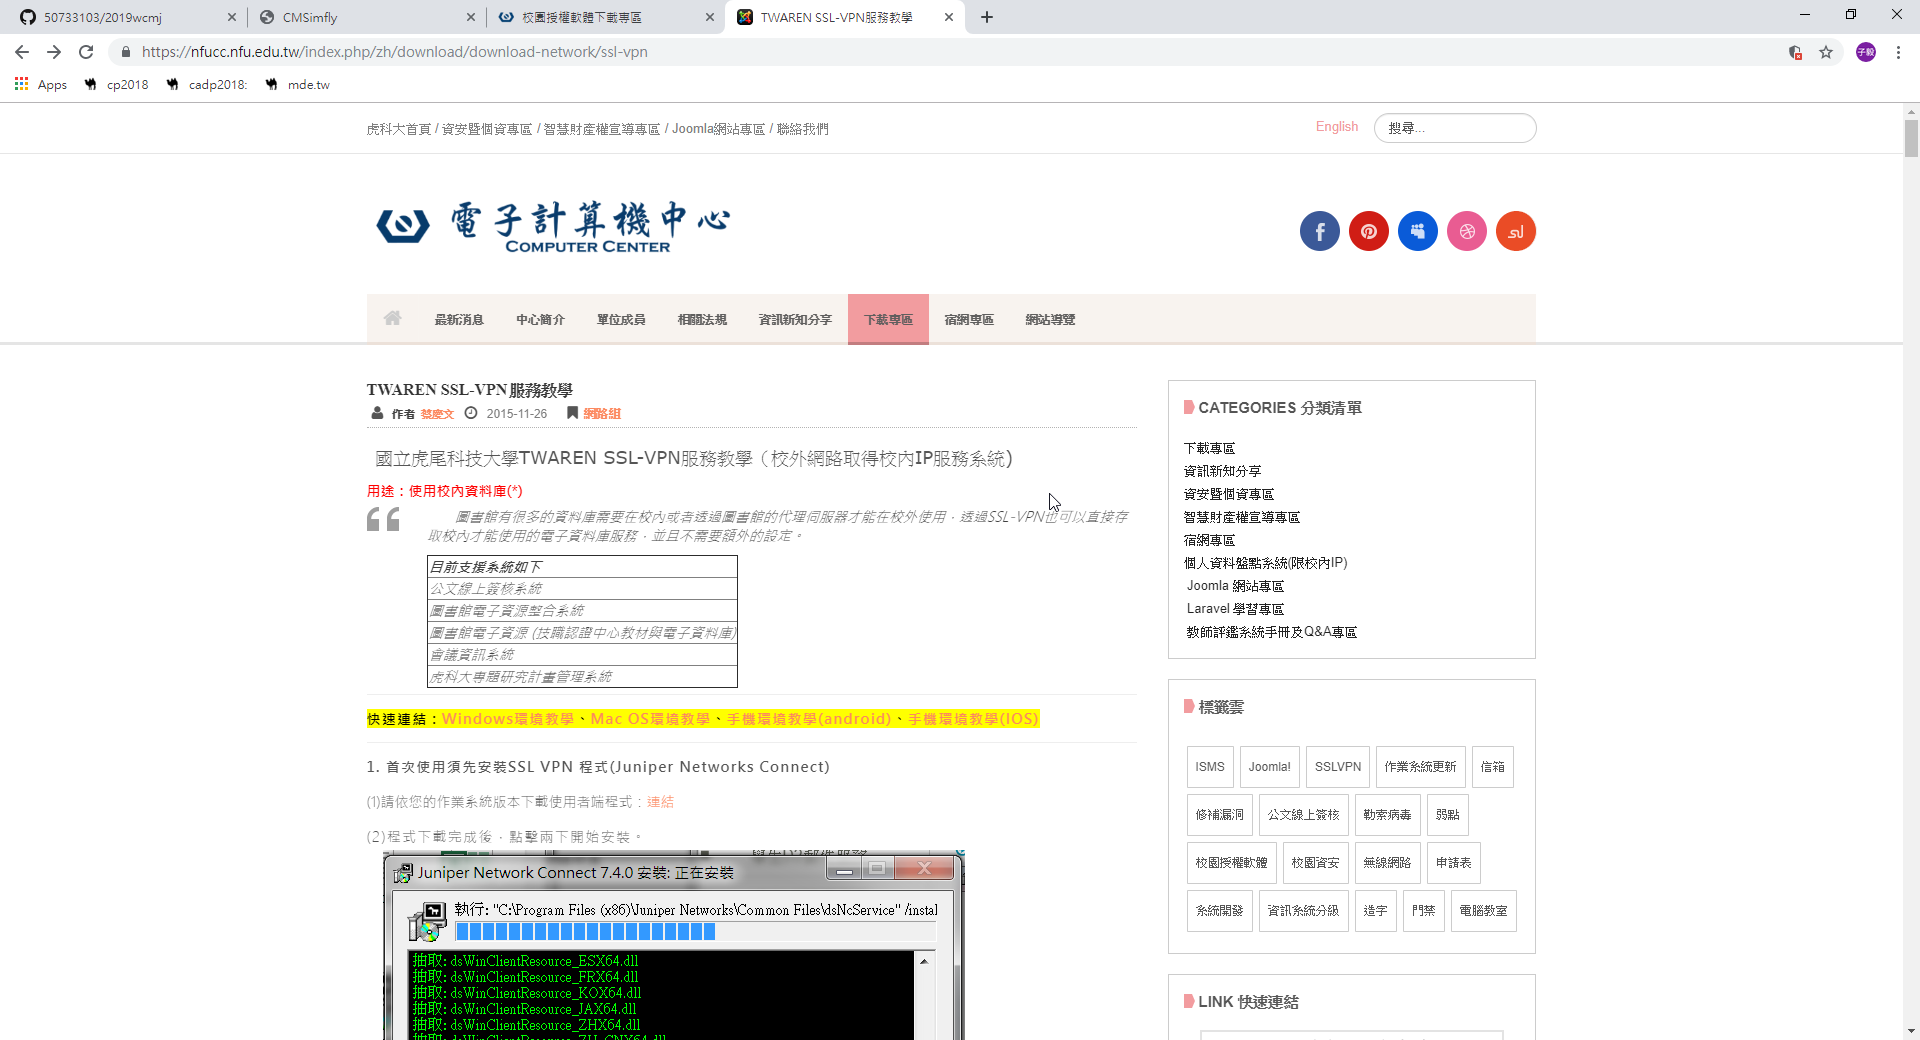 50733103/2019wcmj
CMSimfly
校園授權軟體下載專區
TWAREN SSL-VPN服務教學
https://nfucc.nfu.edu.tw/index.php/zh/download/download-network/ssl-vpn
子毅
Apps
cp2018
cadp2018:
mde.tw
虎科大首頁 / 資安暨個資專區 / 智慧財產權宣導專區 / Joomla網站專區 / 聯絡我們
English
搜尋...
電子計算機中心
COMPUTER CENTER
最新消息
中心簡介
單位成員
相關法規
資訊新知分享
下載專區
宿網專區
網站導覽
TWAREN SSL-VPN服務教學
作者 蔡慶文 2015-11-26 網路組
國立虎尾科技大學TWAREN SSL-VPN服務教學（校外網路取得校內IP服務系統)
用途：使用校內資料庫(*)
圖書館有很多的資料庫需要在校內或者透過圖書館的代理伺服器才能在校外使用，透過SSL-VPN也可以直接存
取校內才能使用的電子資料庫服務，並且不需要額外的設定。
目前支援系統如下
公文線上簽核系統
圖書館電子資源整合系統
圖書館電子資源 (技職認證中心教材與電子資料庫)
會議資訊系統
虎科大專題研究計畫管理系統
快速連結：Windows環境教學、Mac OS環境教學、手機環境教學(android)、手機環境教學(IOS)
1. 首次使用須先安裝SSL VPN 程式(Juniper Networks Connect)
(1)請依您的作業系統版本下載使用者端程式：連結
(2)程式下載完成後，點擊兩下開始安裝。
Juniper Network Connect 7.4.0 安裝: 正在安裝
執行: "C:\Program Files (x86)\Juniper Networks\Common Files\dsNcService" /instal
抽取: dsWinClientResource_ESX64.dll
抽取: dsWinClientResource_FRX64.dll
抽取: dsWinClientResource_KOX64.dll
抽取: dsWinClientResource_JAX64.dll
抽取: dsWinClientResource_ZHX64.dll
CATEGORIES 分類清單
下載專區
資訊新知分享
資安暨個資專區
智慧財產權宣導專區
宿網專區
個人資料盤點系統(限校內IP)
Joomla 網站專區
Laravel 學習專區
教師評鑑系統手冊及Q&A專區
標籤雲
ISMS
Joomla!
SSLVPN
作業系統更新
信箱
修補漏洞
公文線上簽核
勒索病毒
弱點
校園授權軟體
校園資安
無線網路
申請表
系統開發
資訊系統分級
造字
門禁
電腦教室
LINK 快速連結